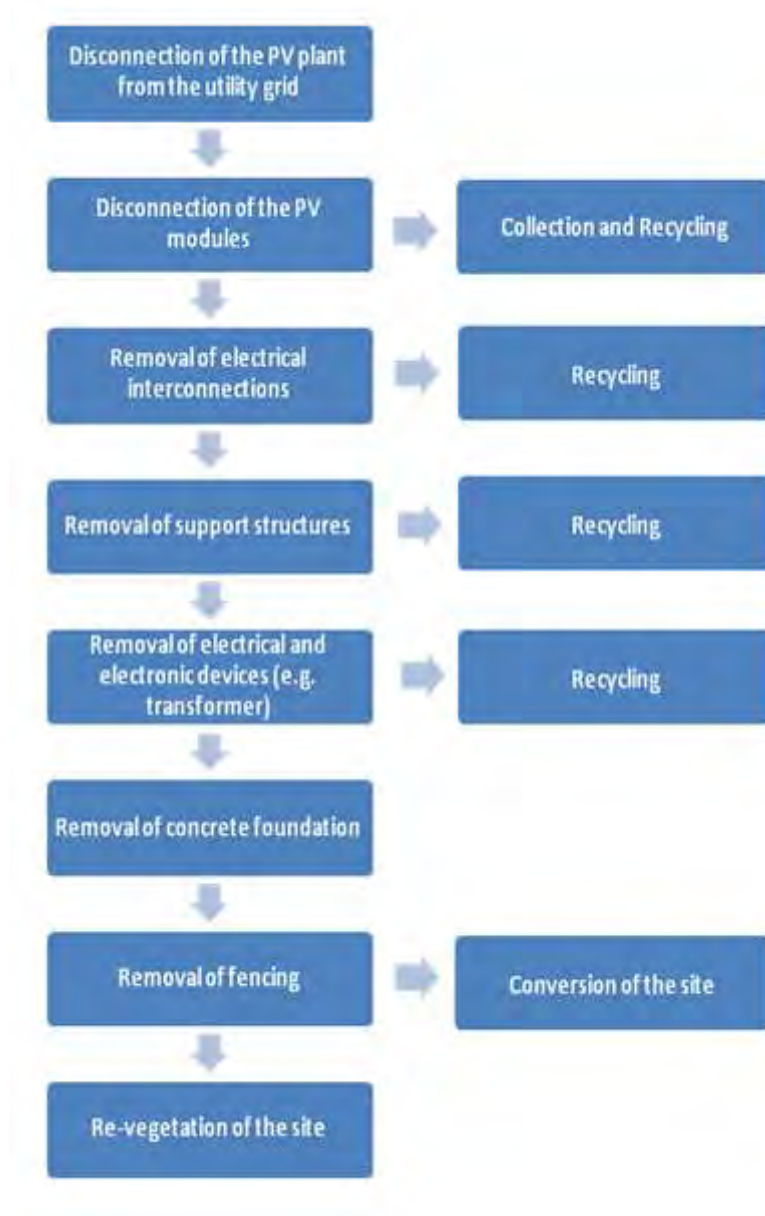 Disconnection of the PV plant
from the utility grid
Disconnection of the PV
modules
Collection and Recycling
Removal of electrical
interconnections
Recycling
Removal of support structures
Recycling
Removal of electrical and
electronic devices (e.g.
transformer)
Recycling
Removal of concrete foundation
Removal of fencing
Conversion of the site
Re-vegetation of the site